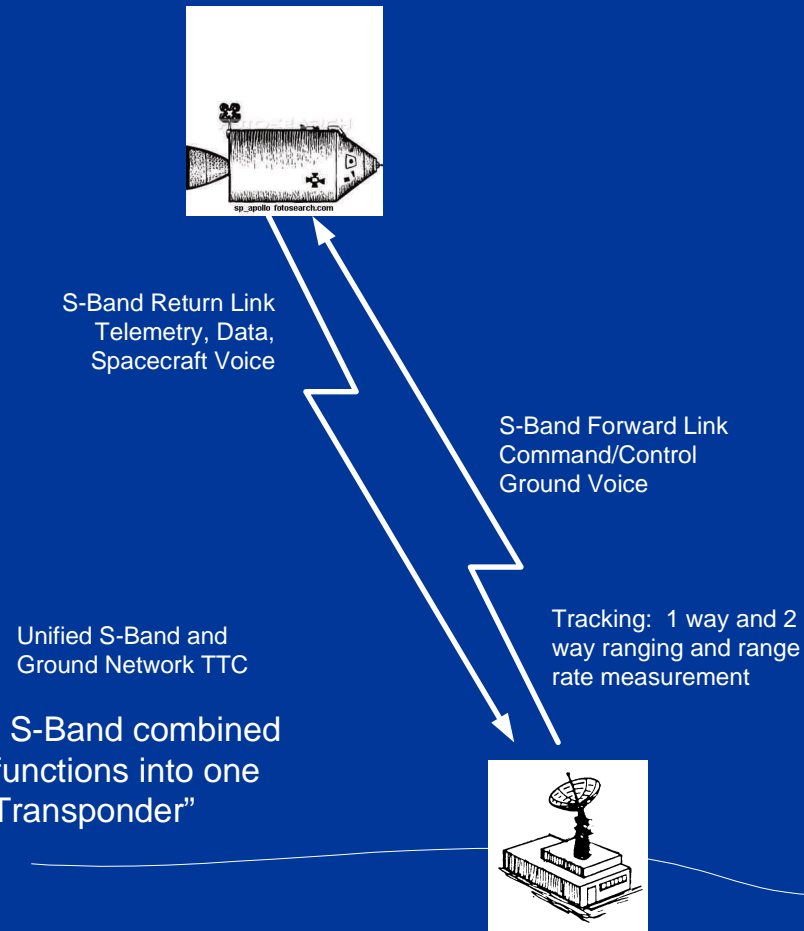 sp_apollo fotosearch.com
S-Band Return Link
Telemetry, Data,
Spacecraft Voice
S-Band Forward Link
Command/Control
Ground Voice
Tracking: 1 way and 2
way ranging and range
rate measurement
Unified S-Band and
Ground Network TTC
S-Band combined
functions into one
Transponder”